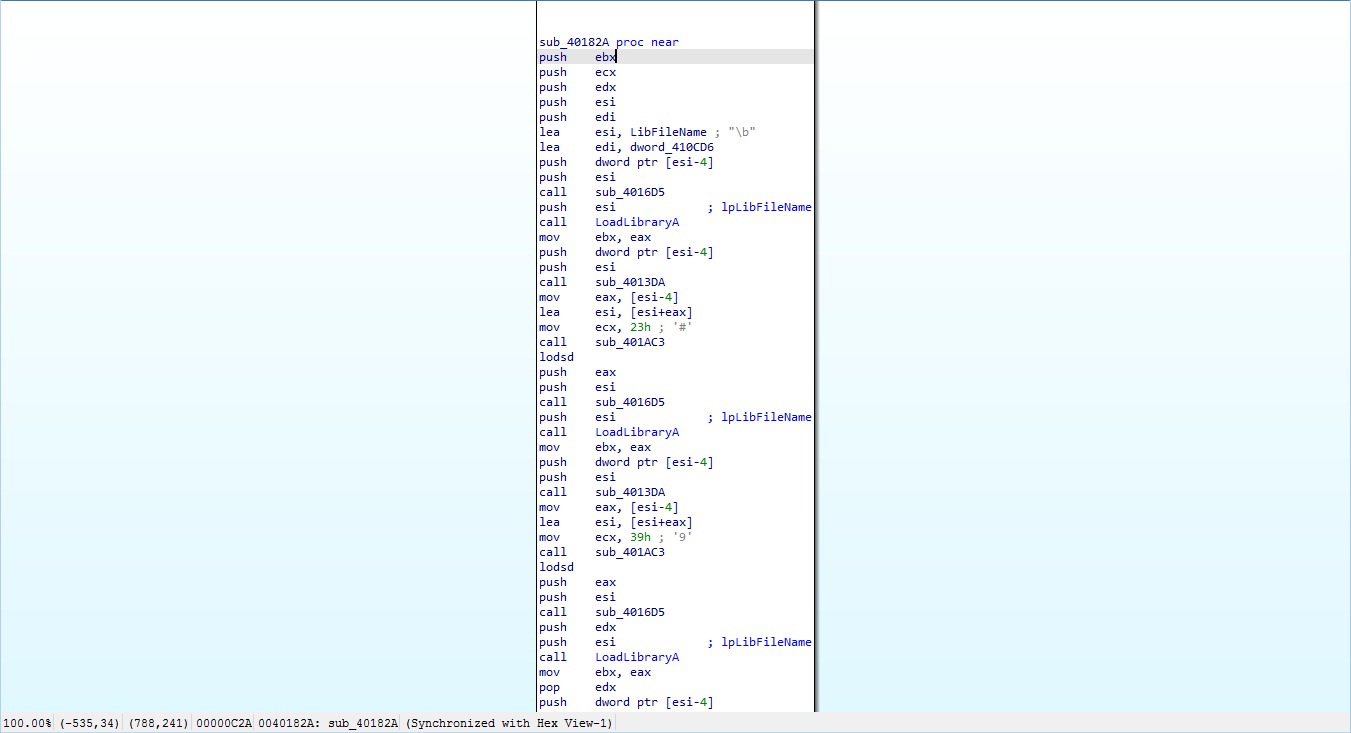 sub_40182A proc near
push ebx
push ecx
push edx
push esi
push edi
lea esi, LibFileName ; "\b"
lea edi, dword_410CD6
push dword ptr [esi-4]
push esi
call sub_4016D5
push esi ; lpLibFileName
call LoadLibraryA
mov ebx, eax
push dword ptr [esi-4]
push esi
call sub_4013DA
mov eax, [esi-4]
lea esi, [esi+eax]
mov ecx, 23h ; '#'
call sub_401AC3
lodsd
push eax
push esi
call sub_4016D5
push esi ; lpLibFileName
call LoadLibraryA
mov ebx, eax
push dword ptr [esi-4]
push esi
call sub_4013DA
mov eax, [esi-4]
lea esi, [esi+eax]
mov ecx, 39h ; '9'
call sub_401AC3
lodsd
push eax
push esi
call sub_4016D5
push edx
push esi ; lpLibFileName
call LoadLibraryA
mov ebx, eax
pop edx
push dword ptr [esi-4]
100.00% (-535,34) (788,241) 00000C2A 0040182A: sub_40182A (Synchronized with Hex View-1)